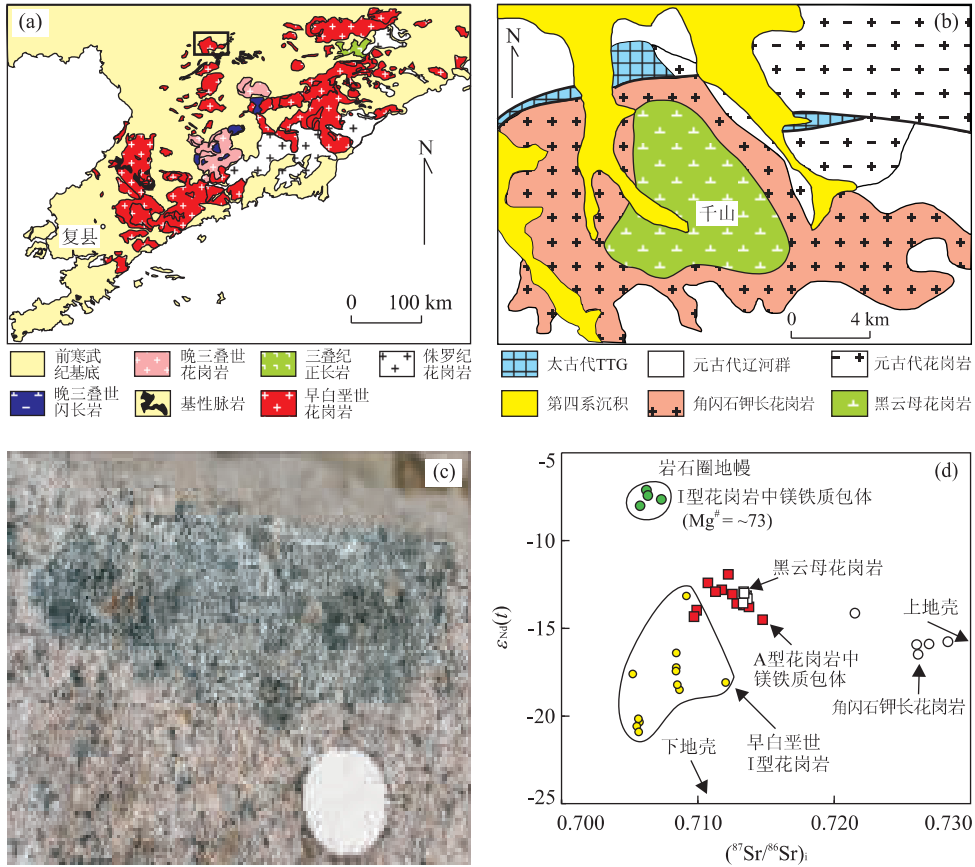 (a)
N
复县
0 100 km
前寒武
纪基底
晚三叠世
花岗岩
三叠纪
正长岩
侏罗纪
花岗岩
晚三叠世
闪长岩
基性脉岩
早白垩世
花岗岩
(b)
N
千山
0 4 km
太古代TTG
元古代辽河群
元古代花岗岩
第四系沉积
角闪石钾长花岗岩
黑云母花岗岩
(c)
(d)
-5
-10
-15
-20
-25
εNd(t)
岩石圈地幔
I型花岗岩中镁铁质包体
(Mg# = ~73)
黑云母花岗岩
上地壳
A型花岗岩中
镁铁质包体
角闪石钾长花岗岩
下地壳
早白垩世
I型花岗岩
0.700 0.710 0.720 0.730
(87Sr/86Sr)i